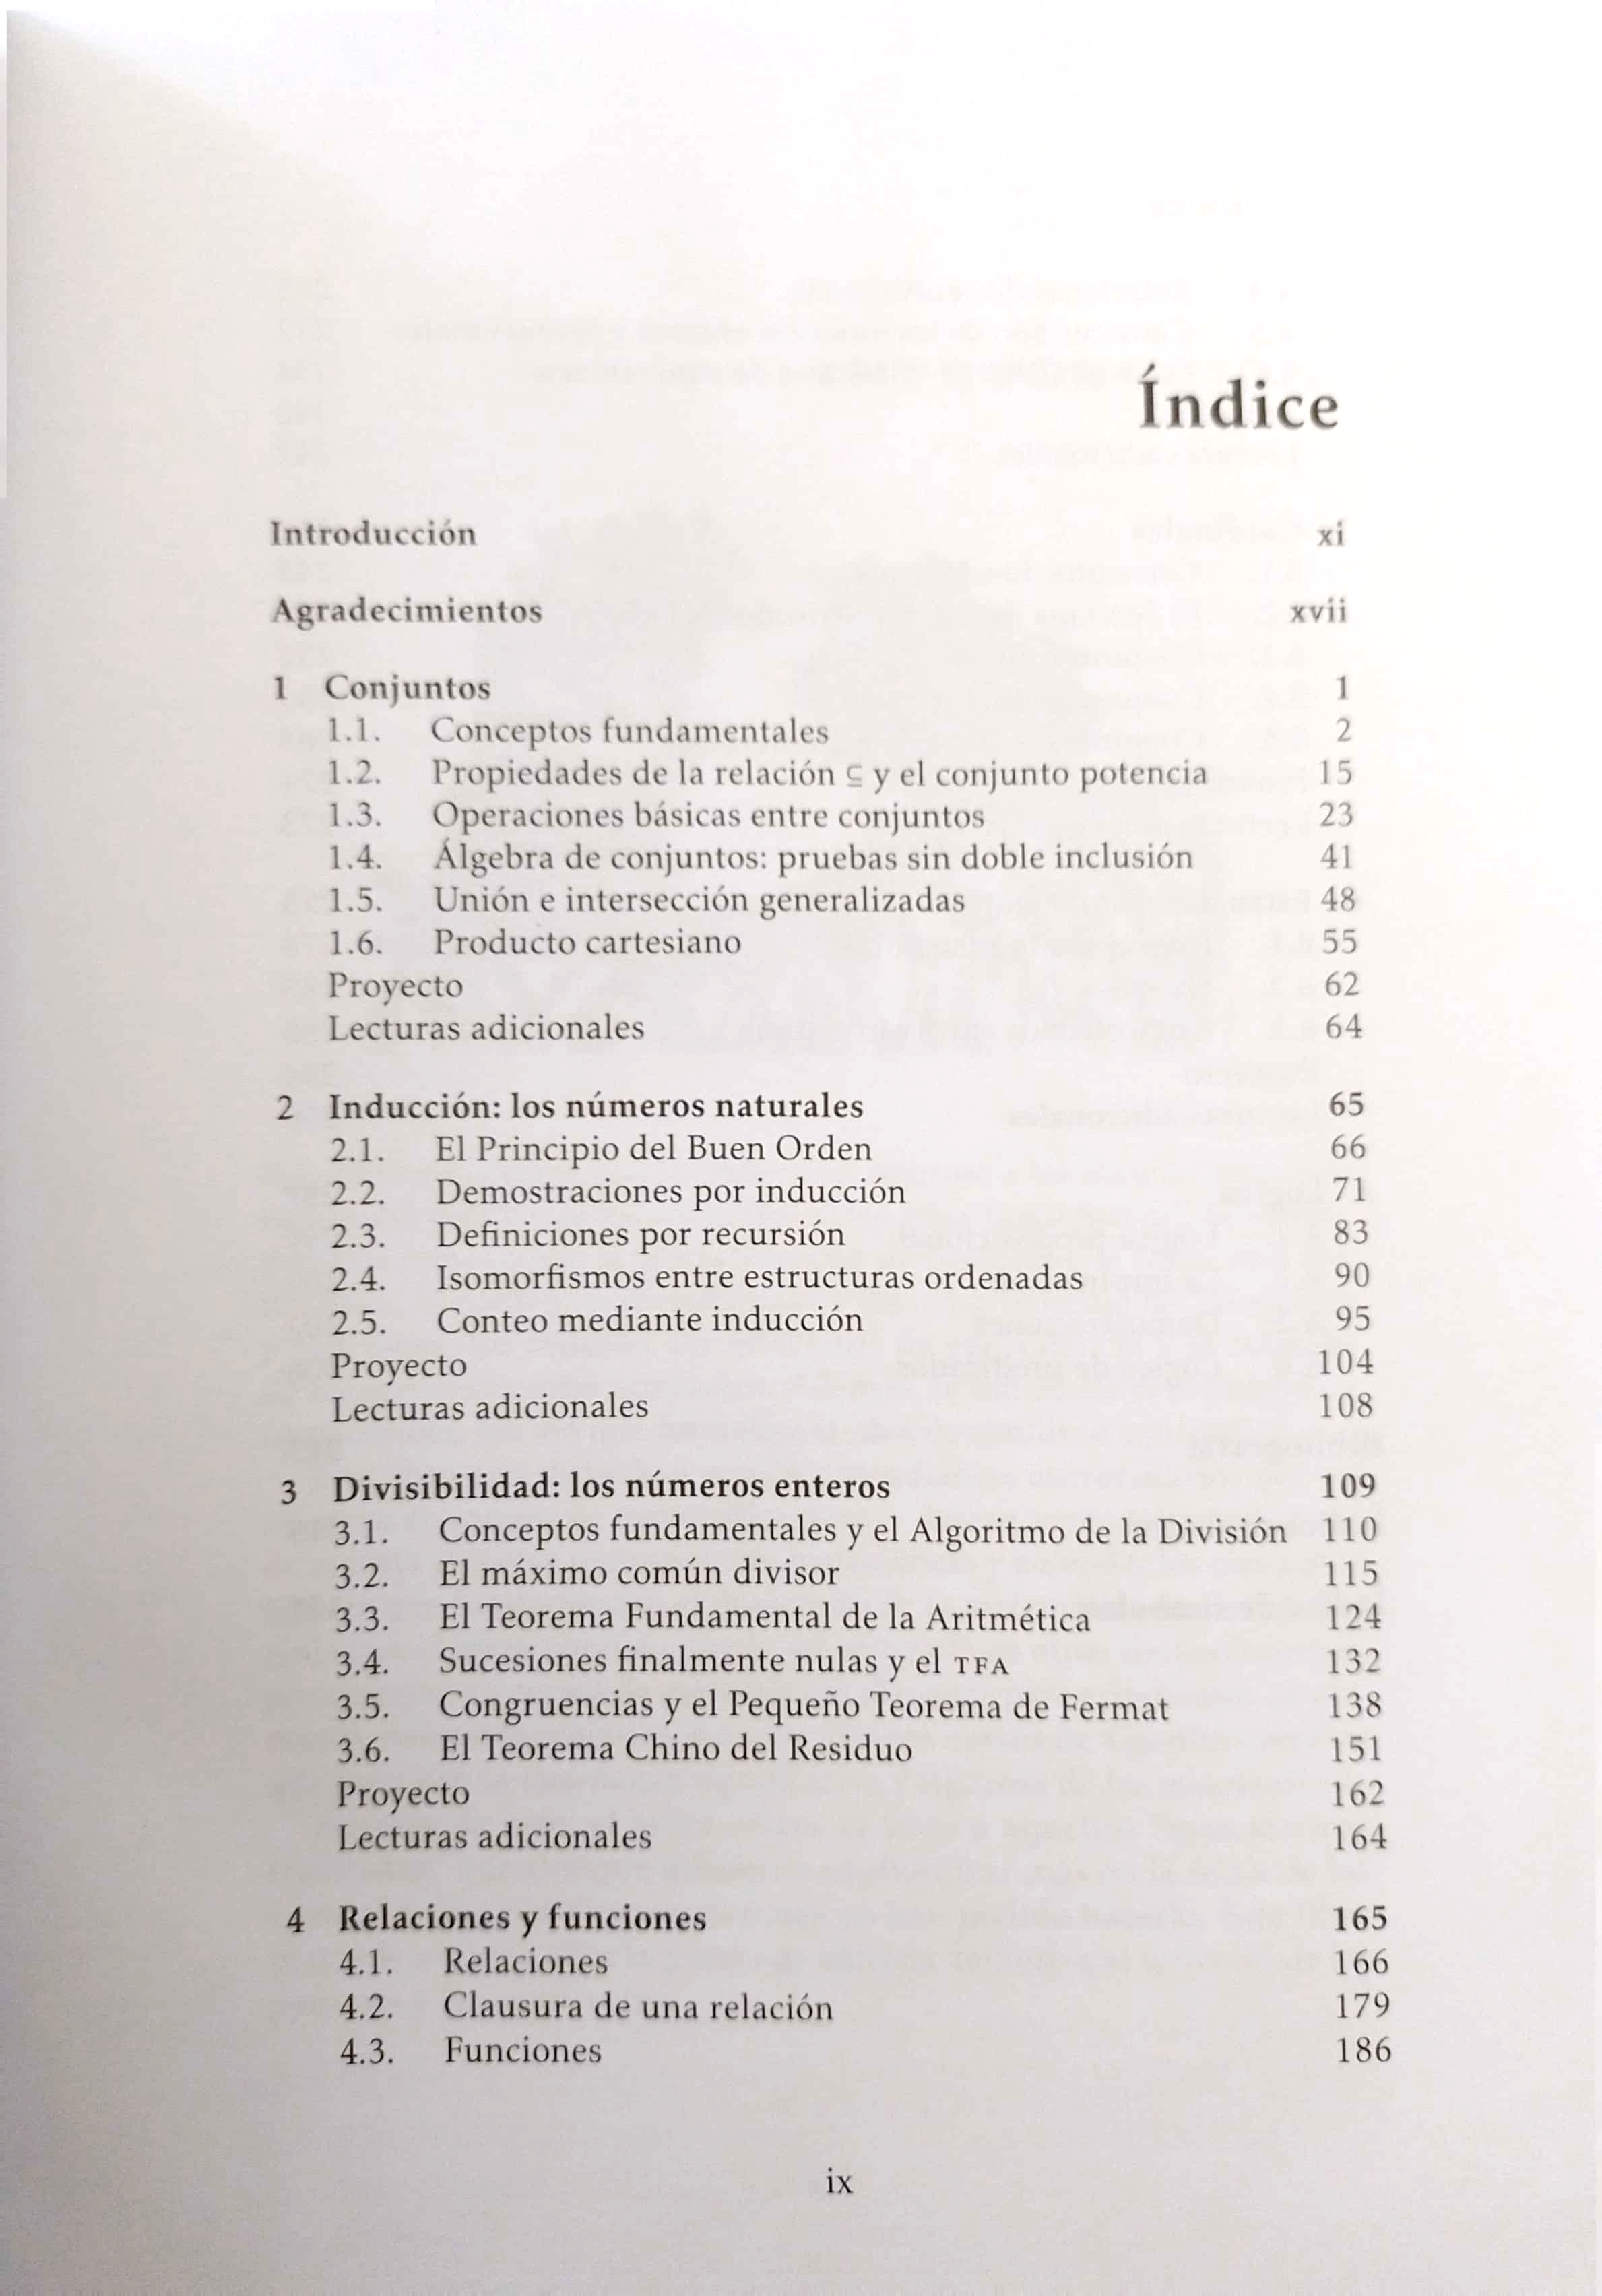 Índice
Introducción xi
Agradecimientos xvii
1 Conjuntos 1
1.1. Conceptos fundamentales 2
1.2. Propiedades de la relación ⊆ y el conjunto potencia 15
1.3. Operaciones básicas entre conjuntos 23
1.4. Álgebra de conjuntos: pruebas sin doble inclusión 41
1.5. Unión e intersección generalizadas 48
1.6. Producto cartesiano 55
Proyecto 62
Lecturas adicionales 64
2 Inducción: los números naturales 65
2.1. El Principio del Buen Orden 66
2.2. Demostraciones por inducción 71
2.3. Definiciones por recursión 83
2.4. Isomorfismos entre estructuras ordenadas 90
2.5. Conteo mediante inducción 95
Proyecto 104
Lecturas adicionales 108
3 Divisibilidad: los números enteros 109
3.1. Conceptos fundamentales y el Algoritmo de la División 110
3.2. El máximo común divisor 115
3.3. El Teorema Fundamental de la Aritmética 124
3.4. Sucesiones finalmente nulas y el TFA 132
3.5. Congruencias y el Pequeño Teorema de Fermat 138
3.6. El Teorema Chino del Residuo 151
Proyecto 162
Lecturas adicionales 164
4 Relaciones y funciones 165
4.1. Relaciones 166
4.2. Clausura de una relación 179
4.3. Funciones 186
ix